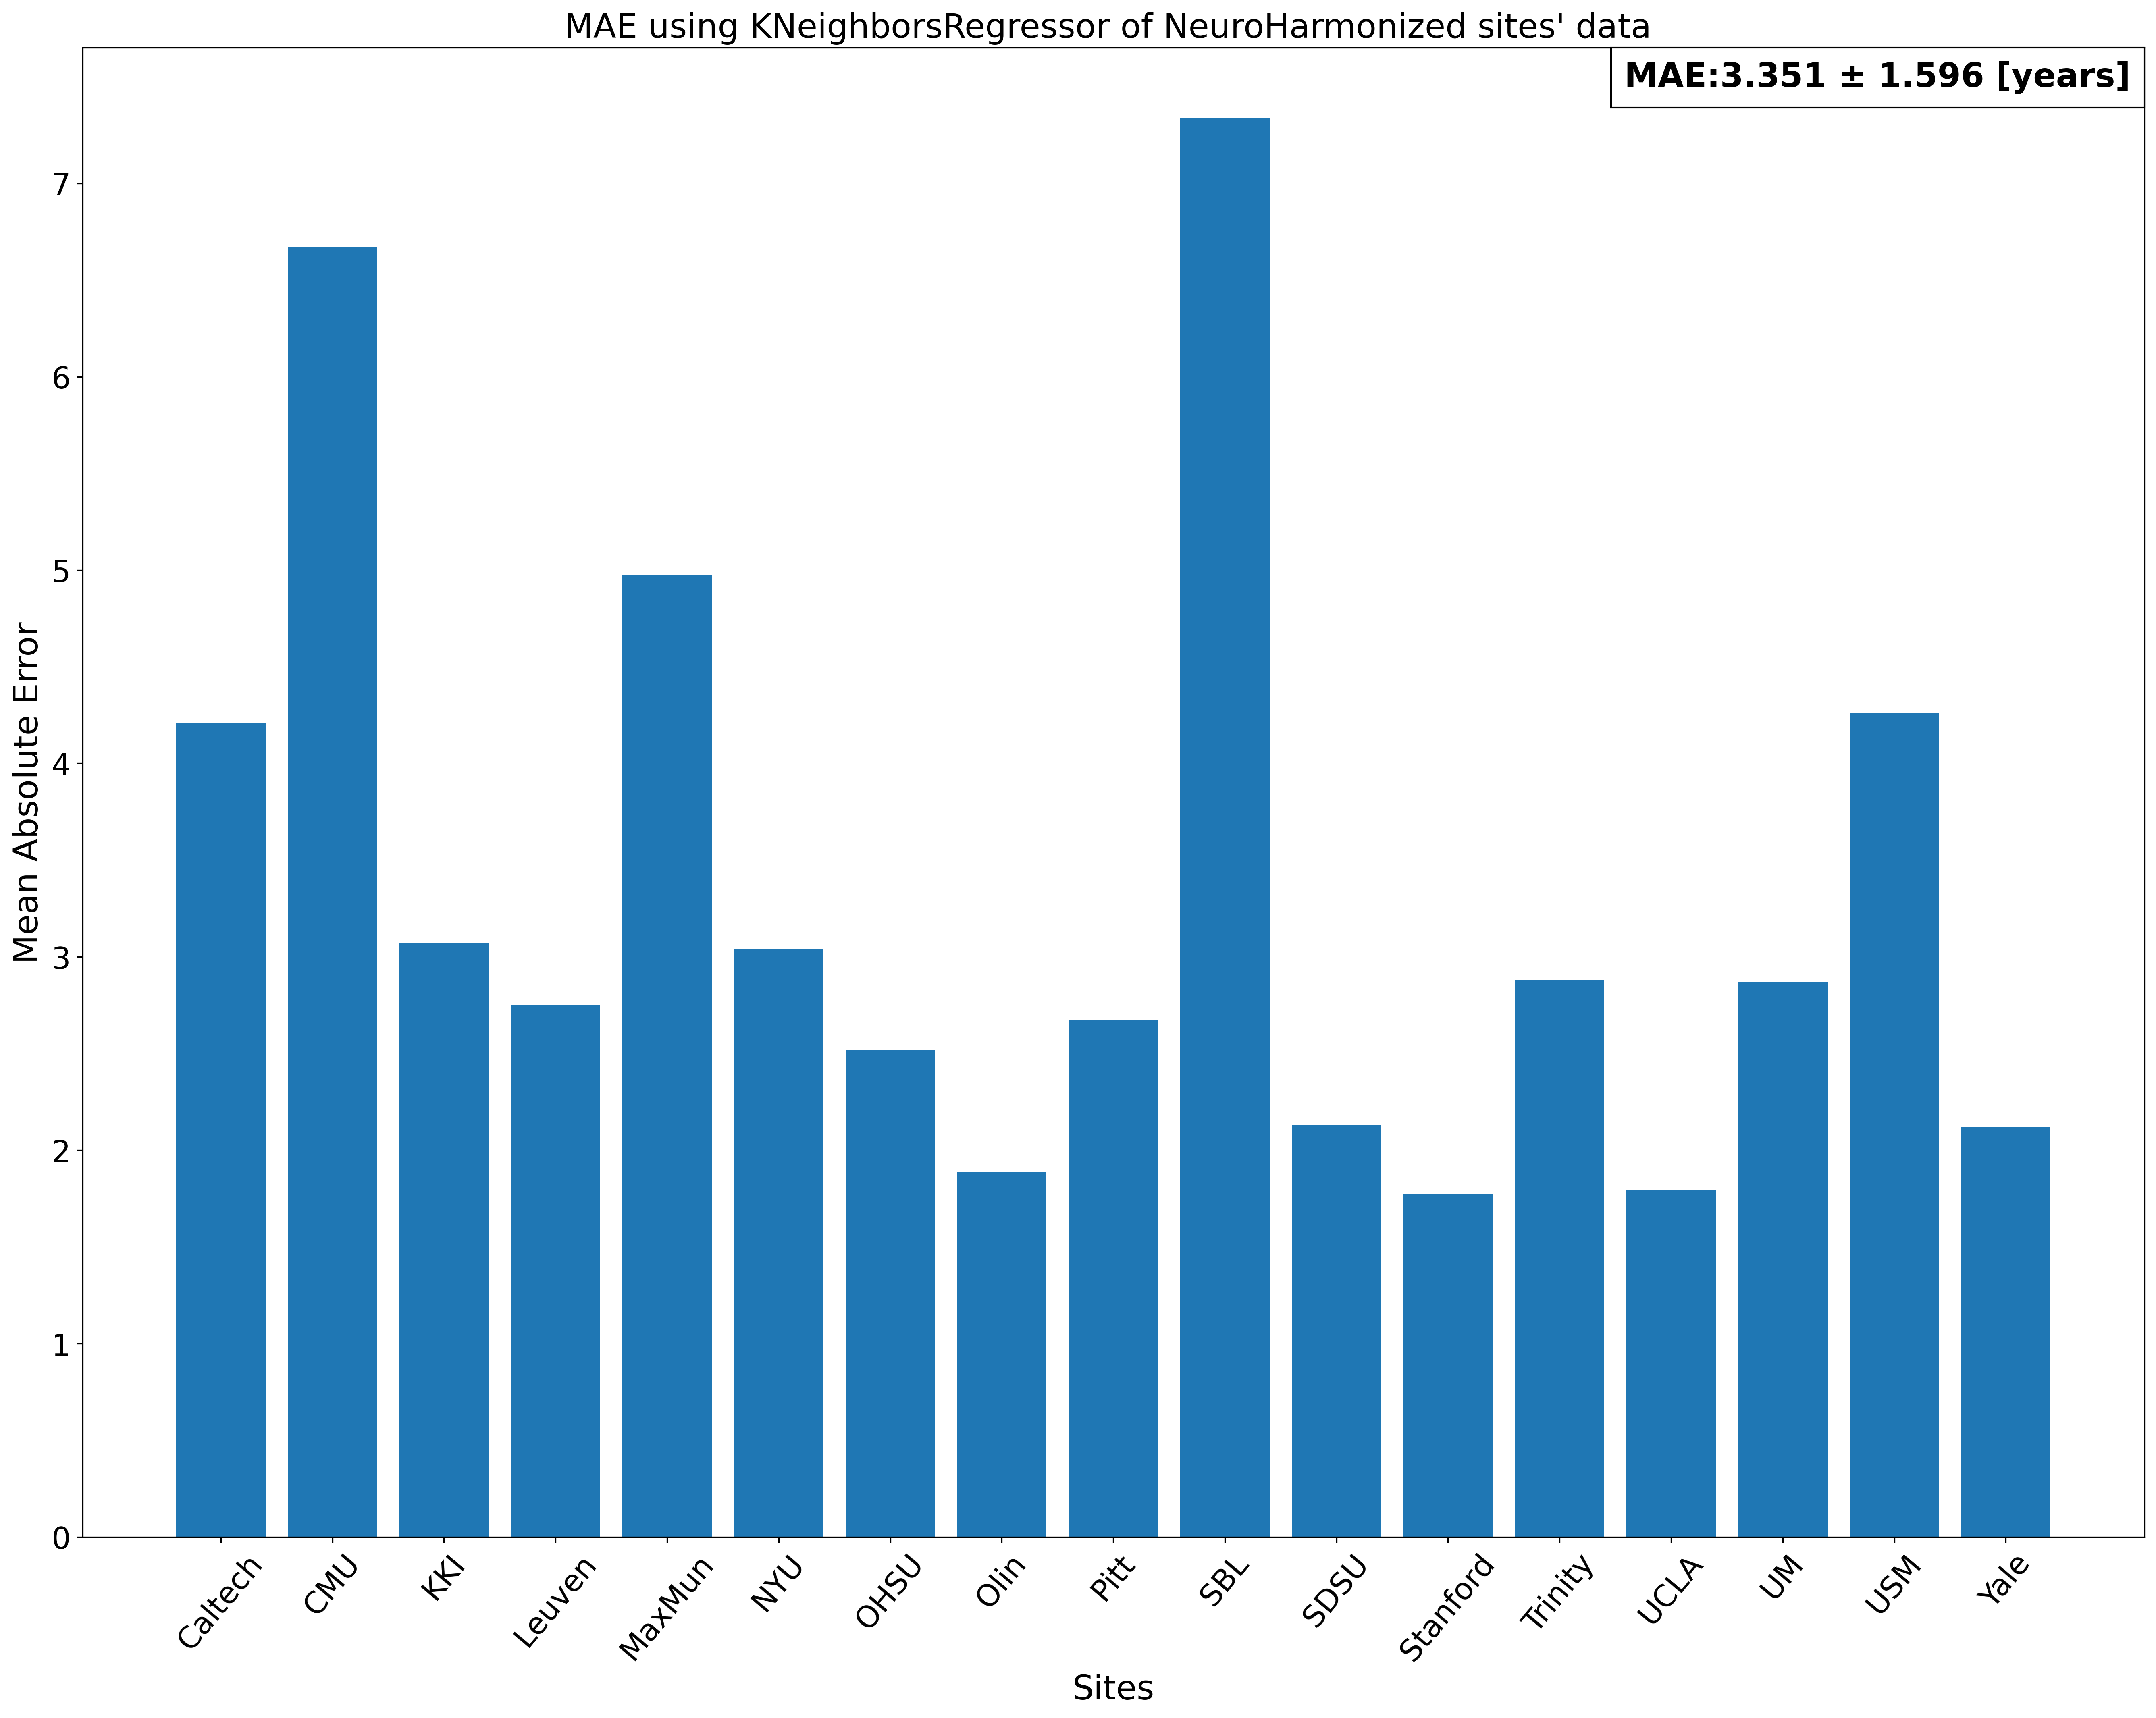 MAE using KNeighborsRegressor of NeuroHarmonized sites' data
MAE:3.351 ± 1.596 [years]
Mean Absolute Error
7
6
5
4
3
2
1
0
Caltech
CMU
KKI
Leuven
MaxMun
NYU
OHSU
Olin
Pitt
SBL
SDSU
Stanford
Trinity
UCLA
UM
USM
Yale
Sites